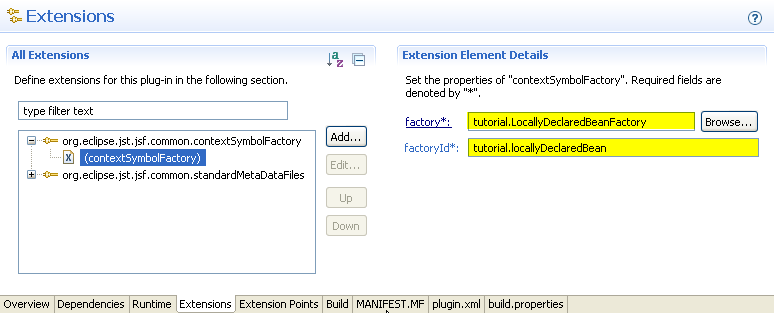 Extensions
All Extensions
Define extensions for this plug-in in the following section.
type filter text
org.eclipse.jst.jsf.common.contextSymbolFactory
(contextSymbolFactory)
org.eclipse.jst.jsf.common.standardMetaDataFiles
Add...
Edit...
Up
Down
Extension Element Details
Set the properties of "contextSymbolFactory". Required fields are
denoted by "*".
factory*: tutorial.LocallyDeclaredBeanFactory Browse...
factoryId*: tutorial.locallyDeclaredBean
Overview Dependencies Runtime Extensions Extension Points Build MANIFEST.MF plugin.xml build.properties